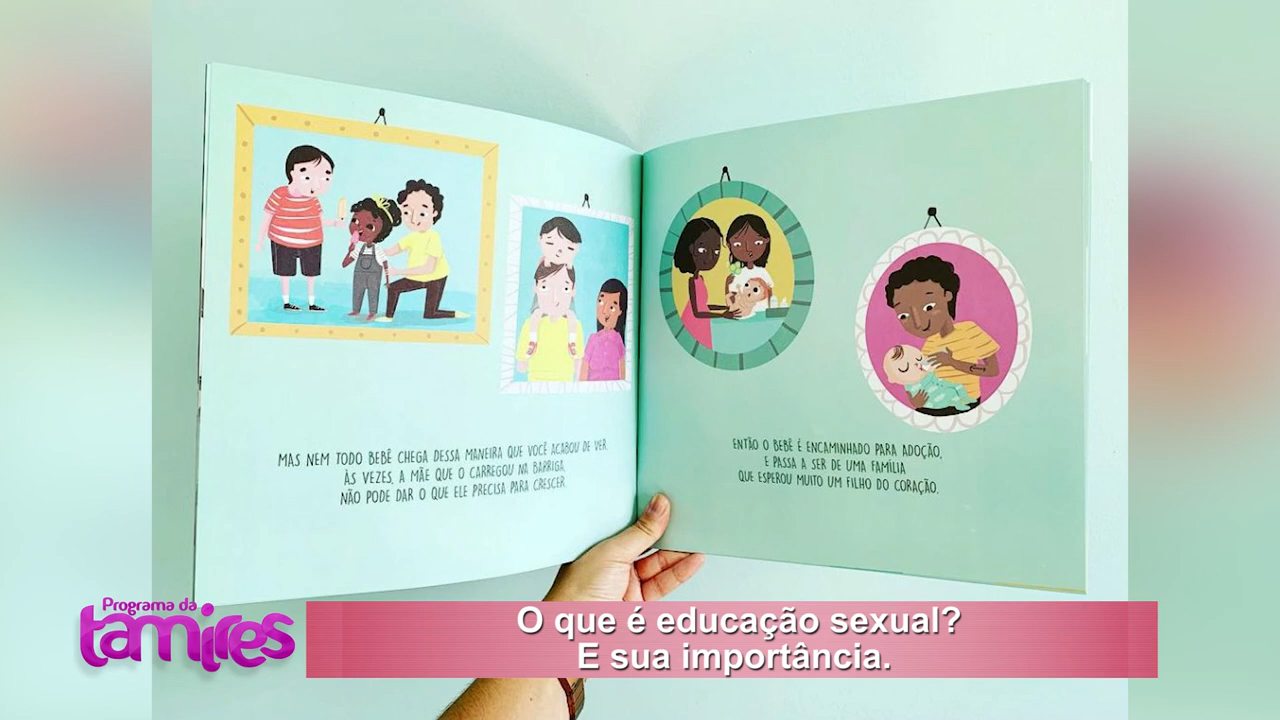 MAS NEM TODO BEBÊ CHEGA DESSA MANEIRA QUE VOCÊ ACABOU DE VER.
ÀS VEZES, A MÃE QUE O CARREGOU NA BARRIGA,
NÃO PODE DAR O QUE ELE PRECISA PARA CRESCER.
ENTÃO O BEBÊ É ENCAMINHADO PARA ADOÇÃO,
E PASSA A SER DE UMA FAMÍLIA
QUE ESPEROU MUITO UM FILHO DO CORAÇÃO.
Programa da
tamires
O que é educação sexual?
E sua importância.